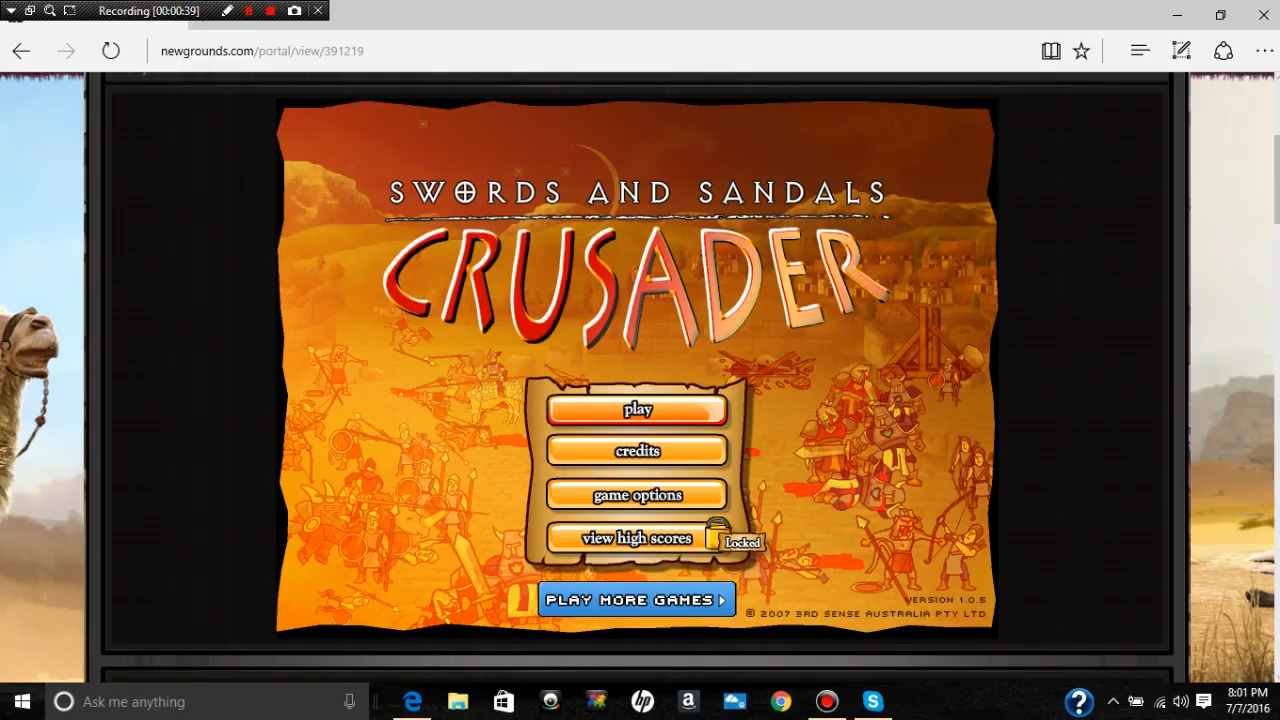 Recording [00:00:39]
newgrounds.com/portal/view/391219
SWORDS AND SANDALS
CRUSADER
play
credits
game options
view high scores
Locked
PLAY MORE GAMES
VERSION 1.0.5
© 2007 3RD SENSE AUSTRALIA PTY LTD
Ask me anything
hp
a
?
8:01 PM
7/7/2016